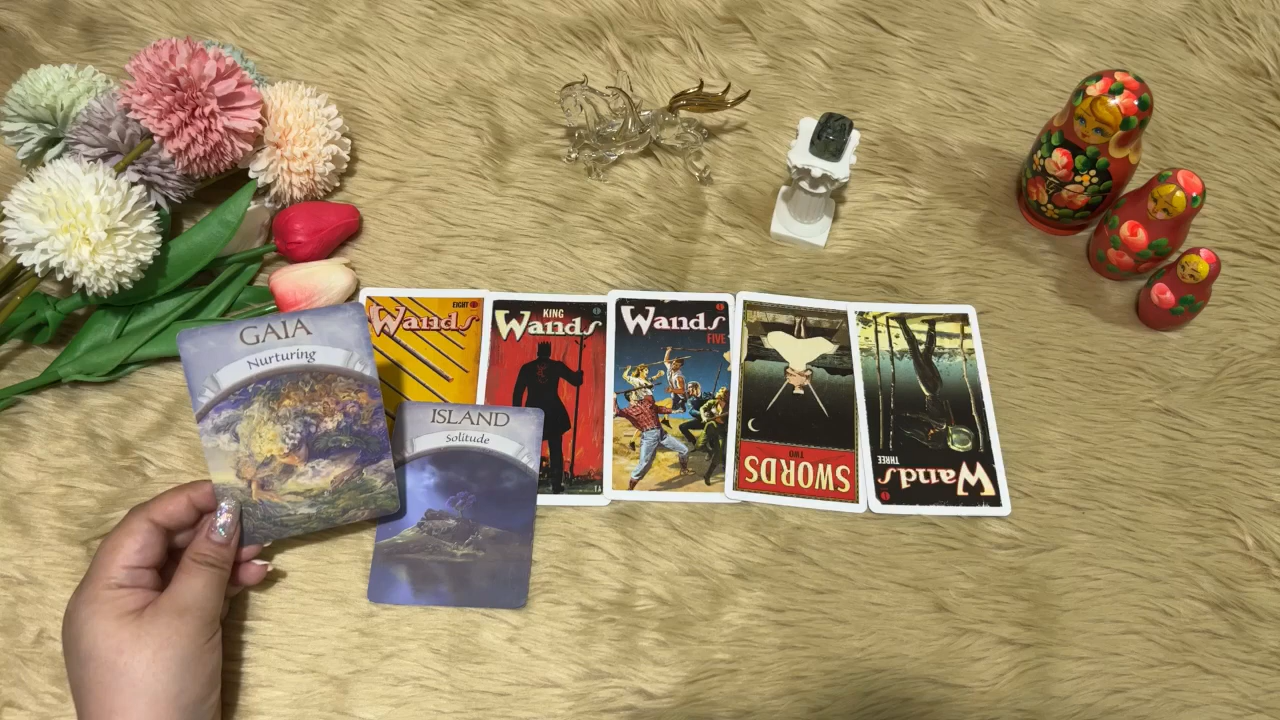 GAIA
Nurturing
ISLAND
Solitude
EIGHT
Wands
KING
Wands
Wands
FIVE
SWORDS
TWO
Wands
THREE